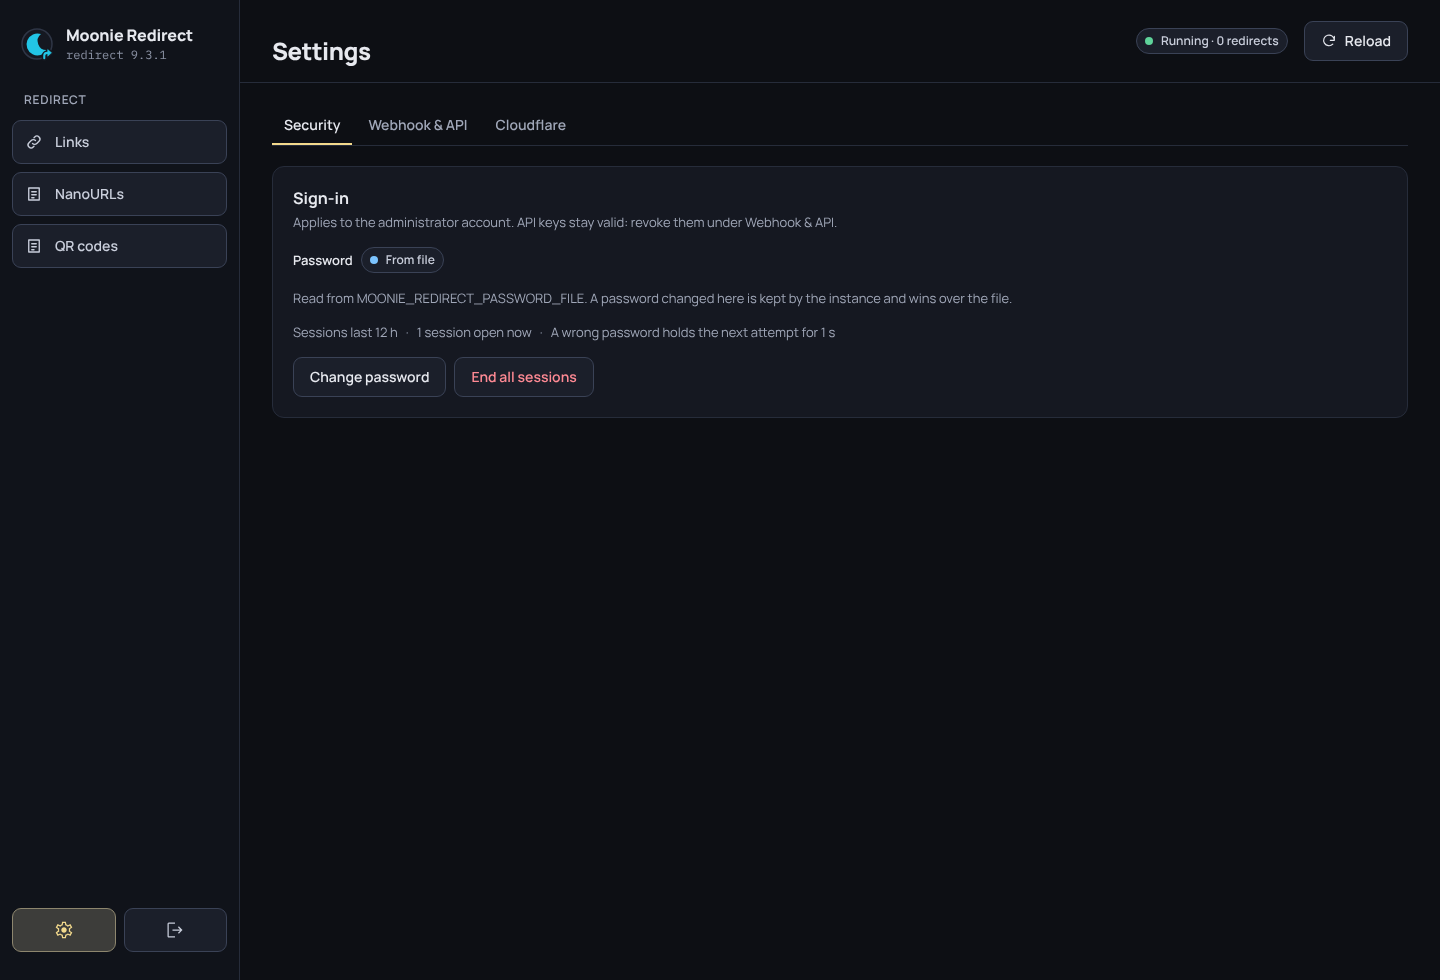 Moonie Redirect
redirect 9.3.1
REDIRECT
Links
NanoURLs
QR codes
Settings
Running · 0 redirects
Reload
Security
Webhook & API
Cloudflare
Sign-in
Applies to the administrator account. API keys stay valid: revoke them under Webhook & API.
Password
From file
Read from MOONIE_REDIRECT_PASSWORD_FILE. A password changed here is kept by the instance and wins over the file.
Sessions last 12 h · 1 session open now · A wrong password holds the next attempt for 1 s
Change password
End all sessions